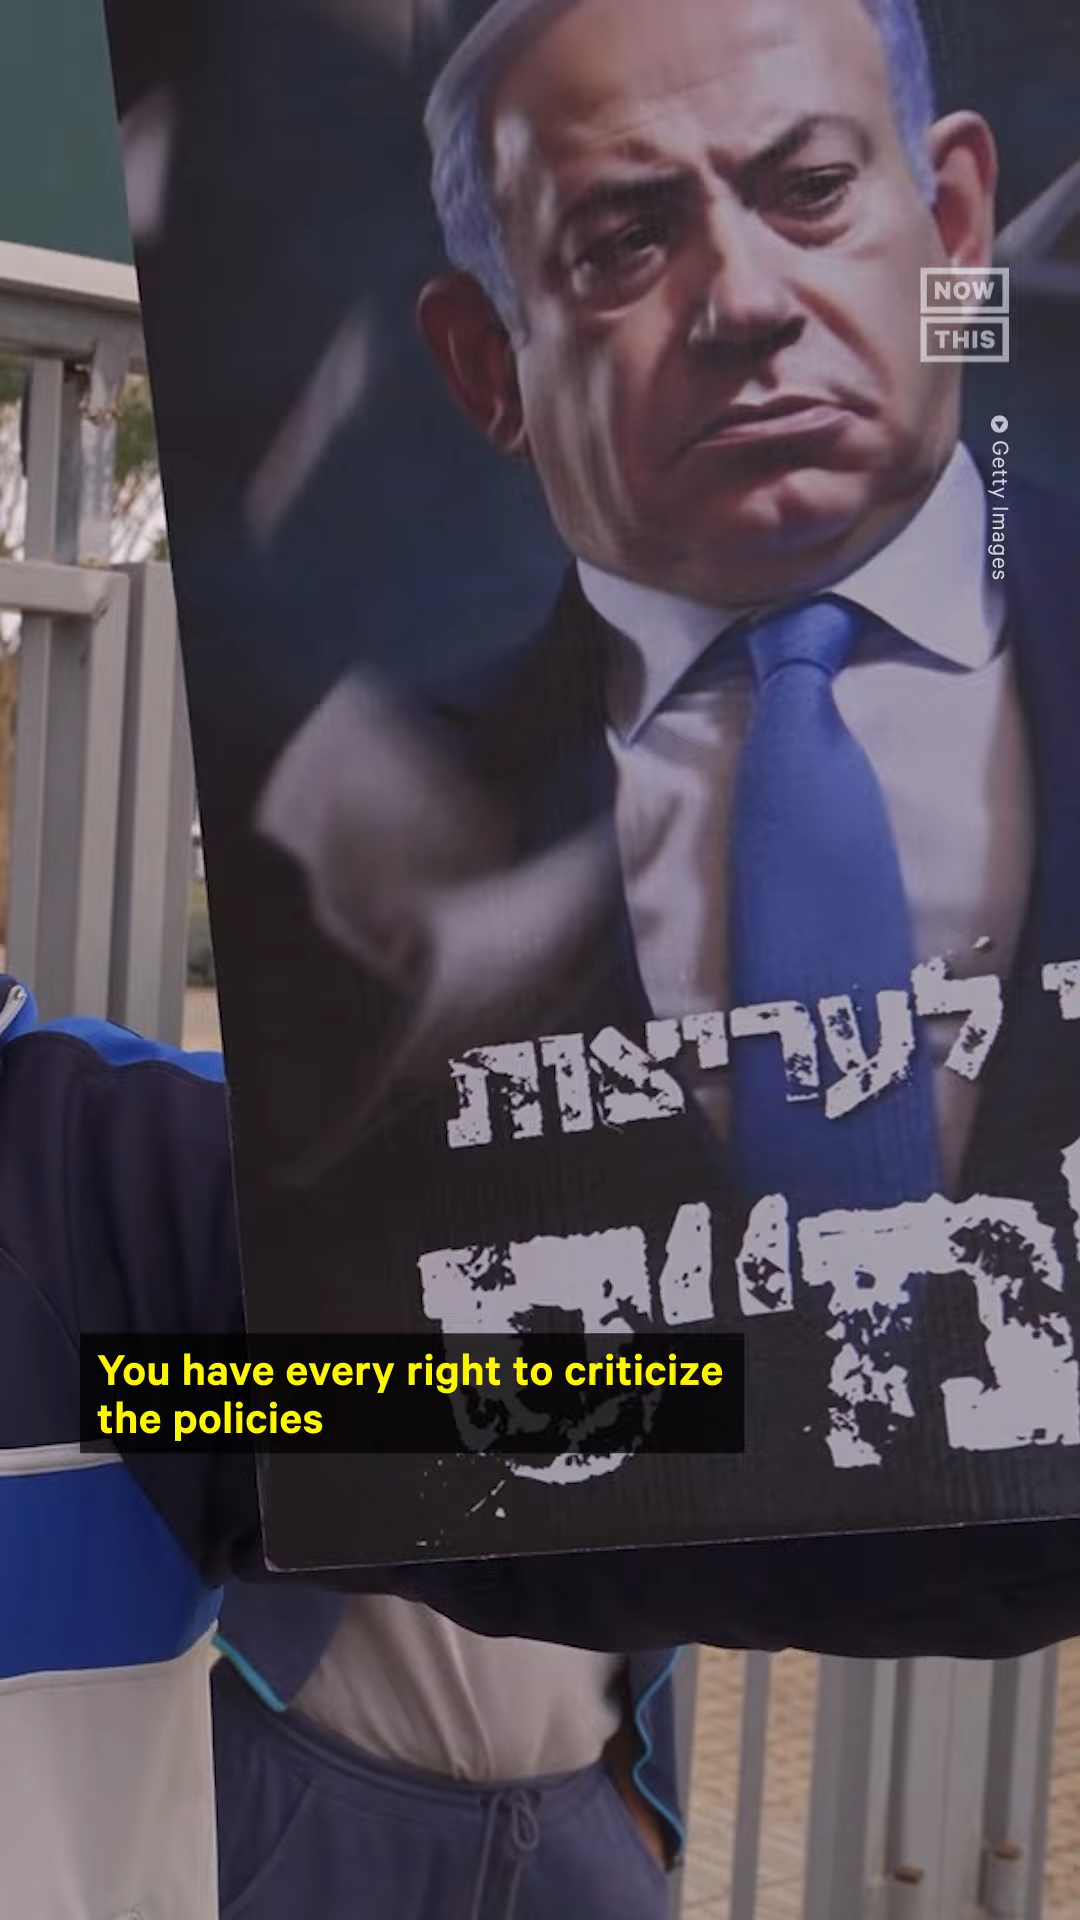 NOW
THIS
Getty Images
לעריצות
You have every right to criticize
the policies